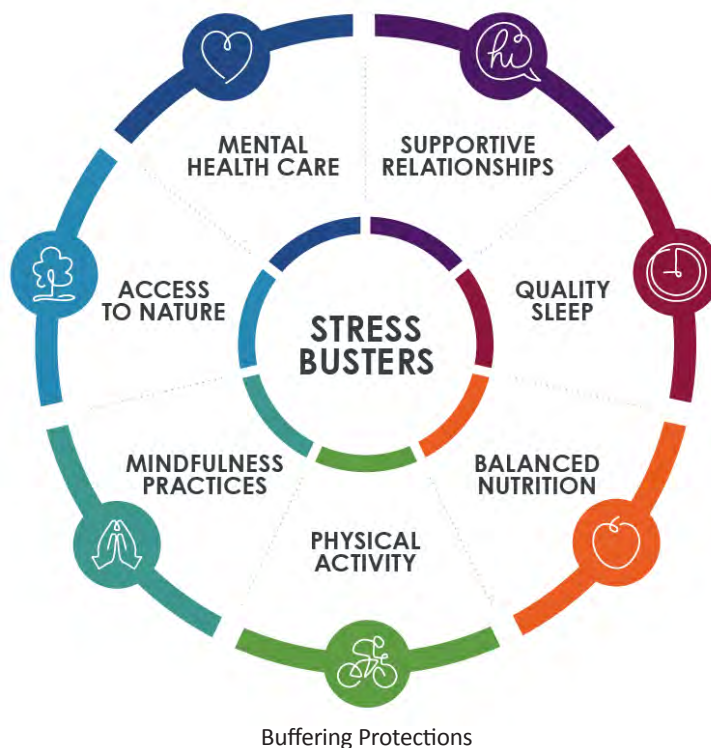 hi
MENTAL
HEALTH CARE
SUPPORTIVE
RELATIONSHIPS
ACCESS
TO NATURE
STRESS
BUSTERS
QUALITY
SLEEP
MINDFULNESS
PRACTICES
BALANCED
NUTRITION
PHYSICAL
ACTIVITY
Buffering Protections